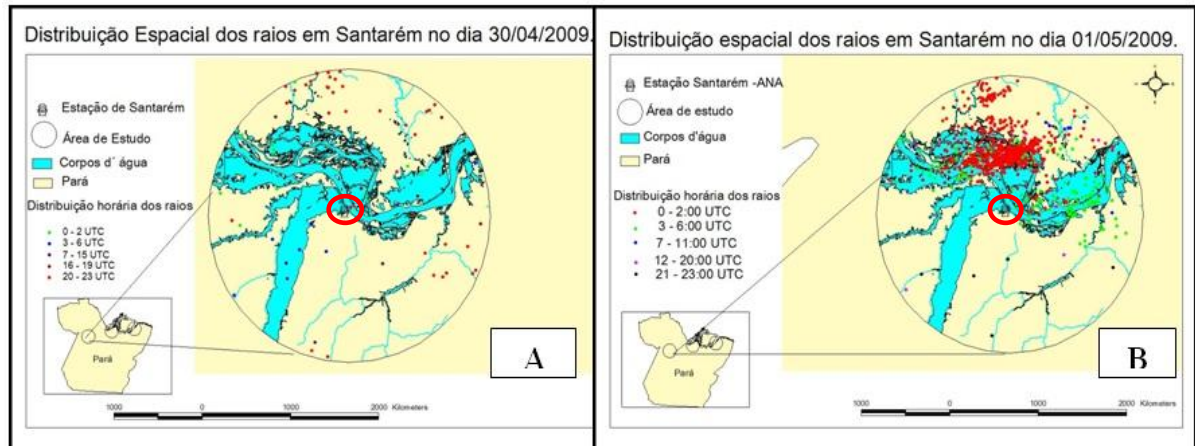 Distribuição Espacial dos raios em Santarém no dia 30/04/2009.
Estação de Santarém
Área de Estudo
Corpos d´ água
Pará
Distribuição horária dos raios
0 - 2 UTC
3 - 6 UTC
7 - 15 UTC
16 - 19 UTC
20 - 23 UTC
Pará
A
1000 0 1000 2000 Kilometers
Distribuição espacial dos raios em Santarém no dia 01/05/2009.
Estação Santarém -ANA
Área de estudo
Corpos d'água
Pará
Distribuição horária dos raios
0 - 2:00 UTC
3 - 6:00 UTC
7 - 11:00 UTC
12 - 20:00 UTC
21 - 23:00 UTC
Pará
B
1000 0 1000 2000 Kilometers